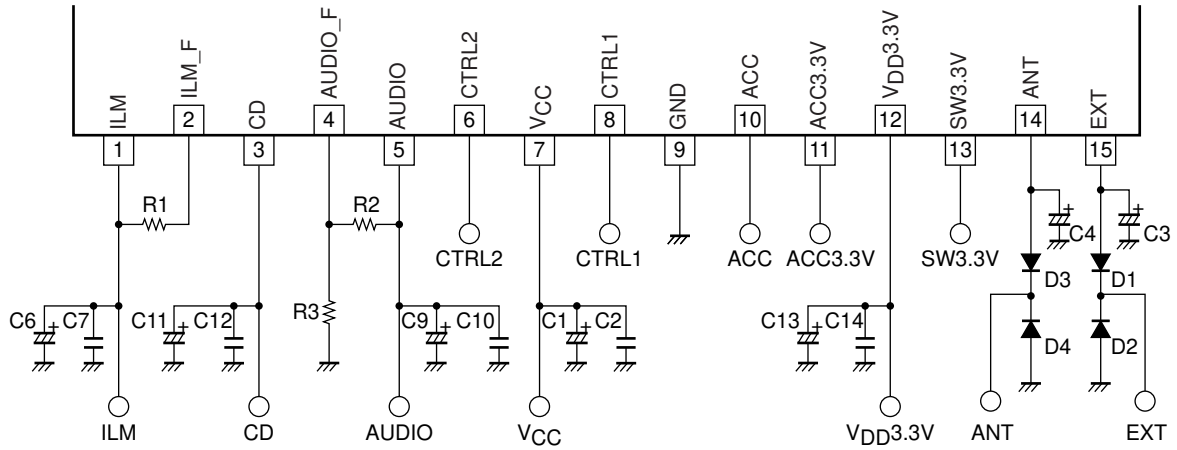 ILM
ILM_F
CD
AUDIO_F
AUDIO
CTRL2
VCC
CTRL1
GND
ACC
ACC3.3V
VDD3.3V
SW3.3V
ANT
EXT
1
2
3
4
5
6
7
8
9
10
11
12
13
14
15
R1
R2
C4
C3
CTRL2
CTRL1
ACC
ACC3.3V
SW3.3V
D3
D1
R3
C6
+
C7
C11
+
C12
C9
+
C10
C1
+
C2
C13
+
C14
+
+
D4
D2
ILM
CD
AUDIO
VCC
VDD3.3V
ANT
EXT